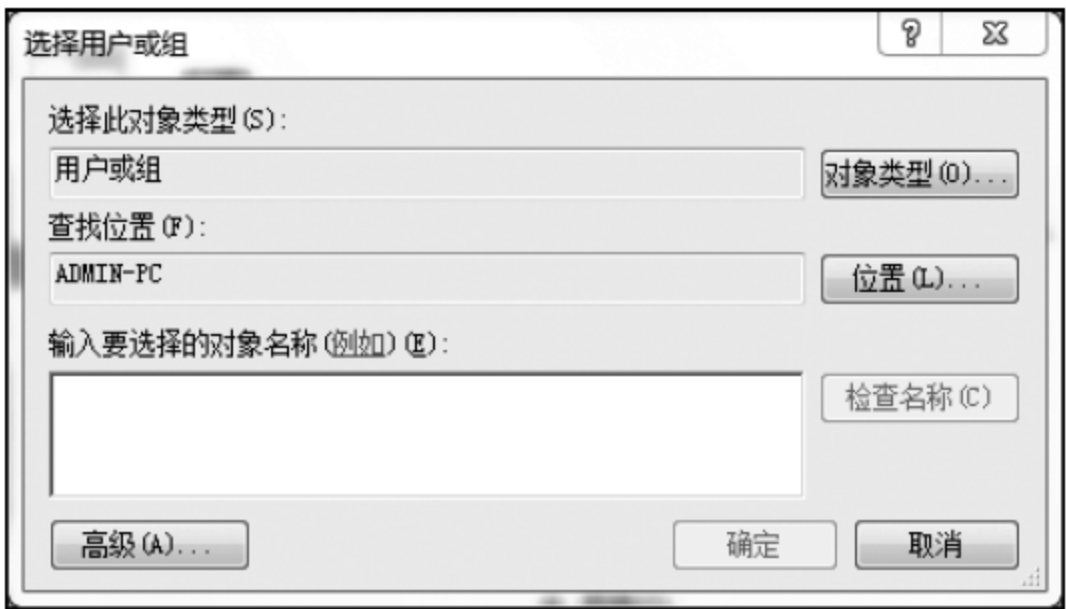 选择用户或组
选择此对象类型(S):
用户或组
对象类型(O)...
查找位置(F):
ADMIN-PC
位置(L)...
输入要选择的对象名称(例如)(E):
检查名称(C)
高级(A)...
确定
取消